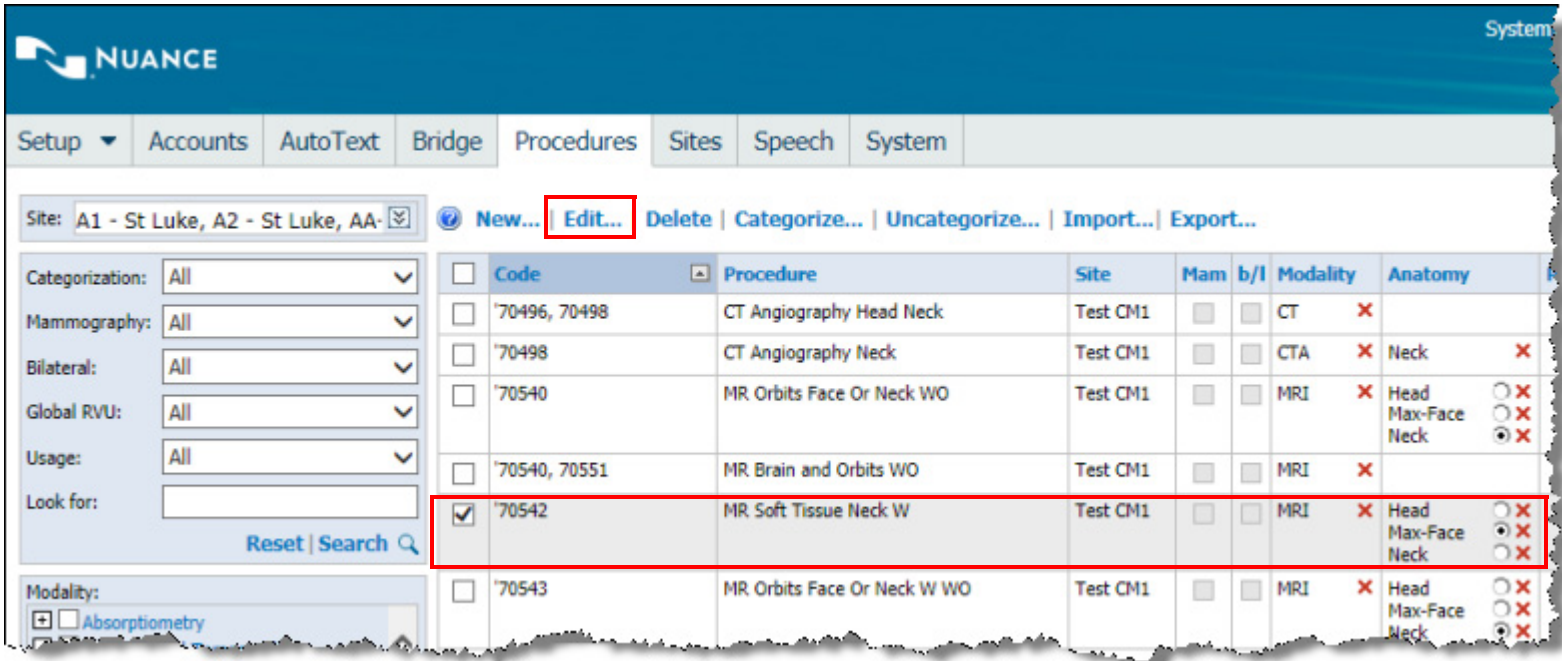 System
NUANCE
Setup Accounts AutoText Bridge Procedures Sites Speech System
Site: A1 - St Luke, A2 - St Luke, AA-
New... | Edit... Delete | Categorize... | Uncategorize... | Import... | Export...
Categorization: All
Mammography: All
Bilateral: All
Global RVU: All
Usage: All
Look for:
Reset | Search
Modality:
Absorptiometry
Code Procedure Site Mam b/l Modality Anatomy
'70496, 70498 CT Angiography Head Neck Test CM1 CT
'70498 CT Angiography Neck Test CM1 CTA Neck
'70540 MR Orbits Face Or Neck WO Test CM1 MRI Head
Max-Face
Neck
'70540, 70551 MR Brain and Orbits WO Test CM1 MRI
'70542 MR Soft Tissue Neck W Test CM1 MRI Head
Max-Face
Neck
'70543 MR Orbits Face Or Neck W WO Test CM1 MRI Head
Max-Face
Neck